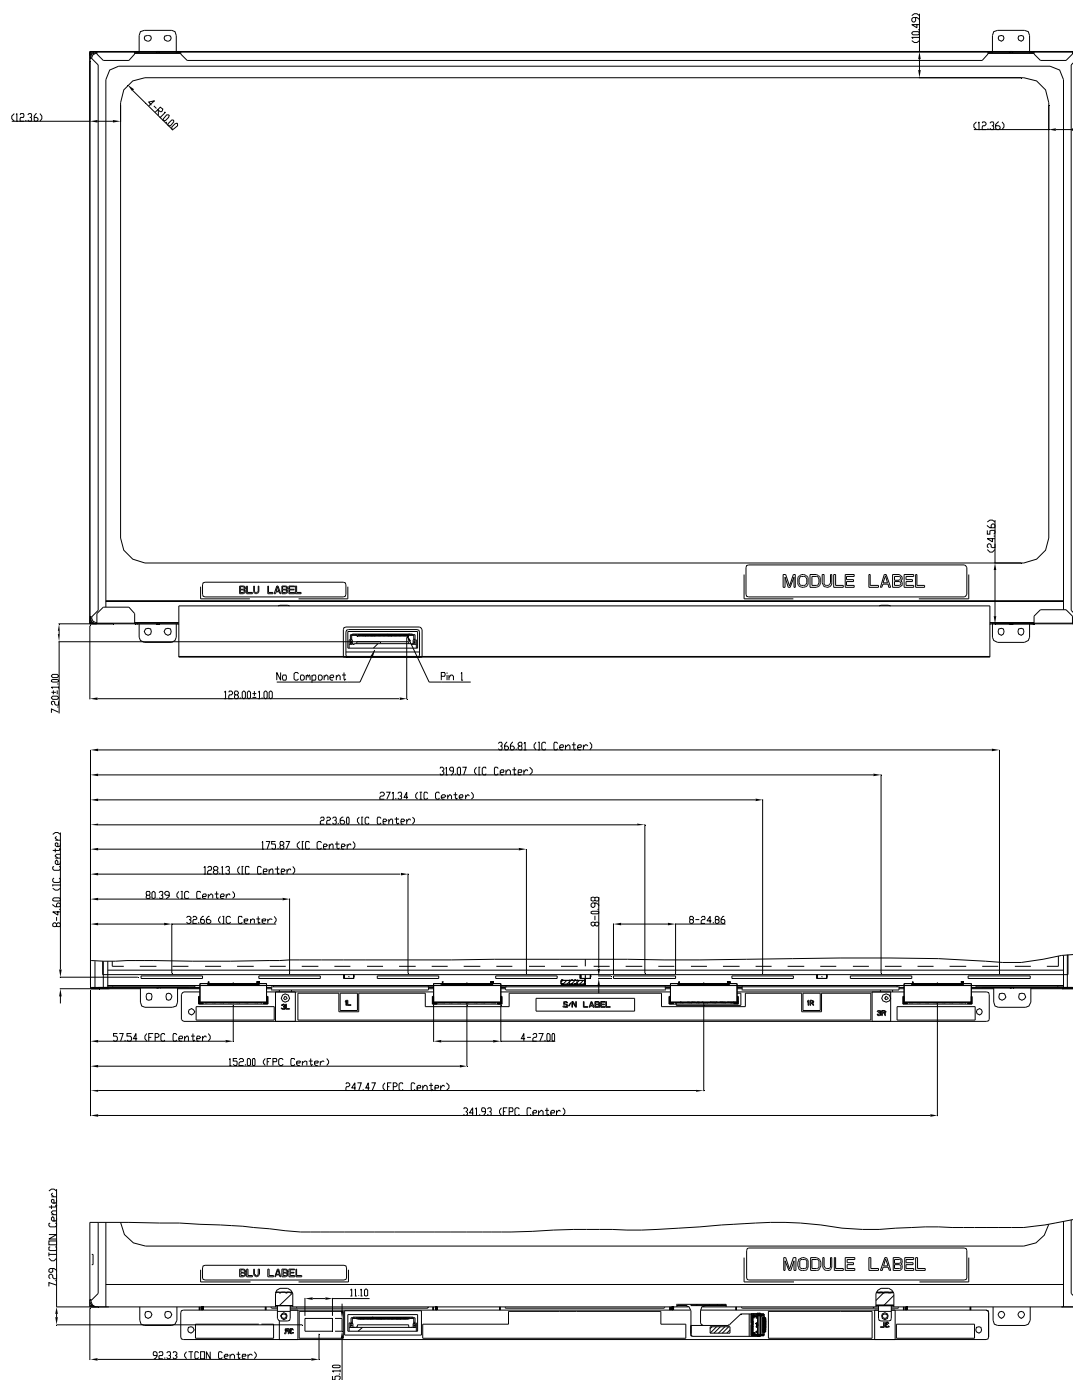 (10.49)
4-R10.00
(12.36)
(12.36)
(24.56)
BLU LABEL
MODULE LABEL
No Component
Pin 1
7.20±1.00
128.00±1.00
366.81 (IC Center)
319.07 (IC Center)
271.34 (IC Center)
223.60 (IC Center)
175.87 (IC Center)
128.13 (IC Center)
80.39 (IC Center)
32.66 (IC Center)
8-4.60 (IC Center)
8-0.98
8-24.86
3L
1L
S/N LABEL
1R
3R
57.54 (FPC Center)
4-27.00
152.00 (FPC Center)
247.47 (FPC Center)
341.93 (FPC Center)
7.29 (TCON Center)
BLU LABEL
MODULE LABEL
11.10
92.33 (TCON Center)
5.10